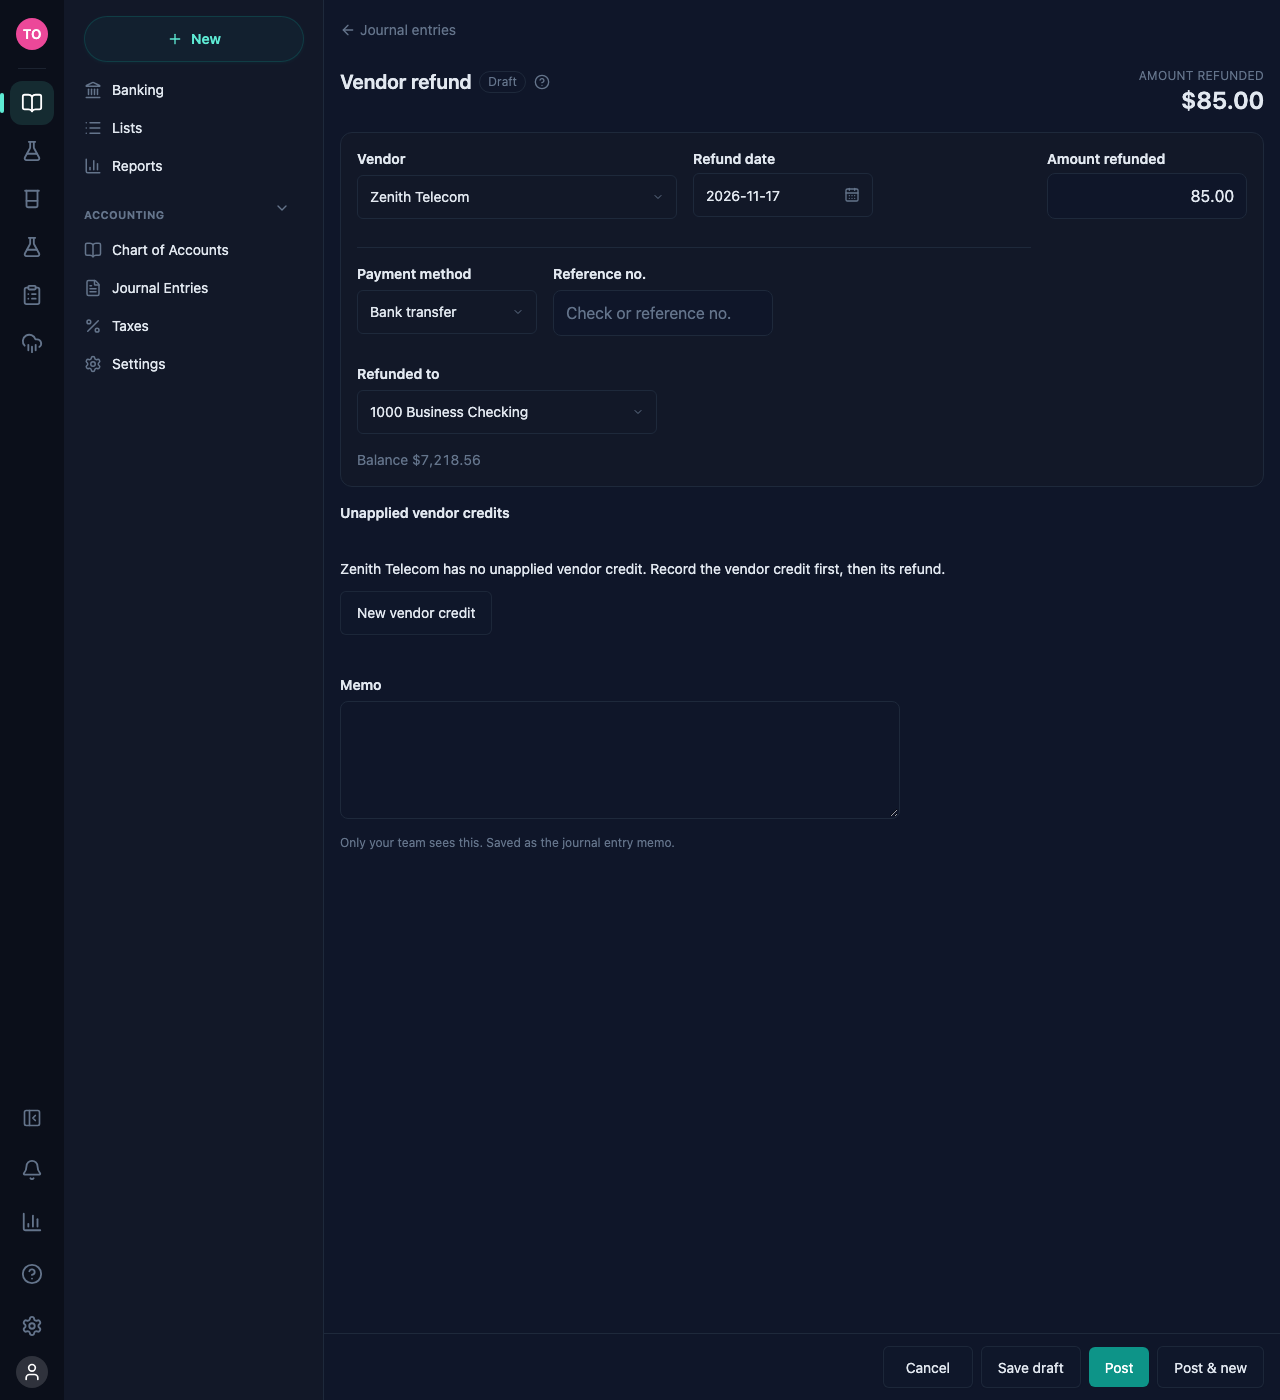 TO
New
Banking
Lists
Reports
ACCOUNTING
Chart of Accounts
Journal Entries
Taxes
Settings
Journal entries
Vendor refund
Draft
AMOUNT REFUNDED
$85.00
Vendor
Refund date
Amount refunded
Zenith Telecom
2026-11-17
85.00
Payment method
Reference no.
Bank transfer
Check or reference no.
Refunded to
1000 Business Checking
Balance $7,218.56
Unapplied vendor credits
Zenith Telecom has no unapplied vendor credit. Record the vendor credit first, then its refund.
New vendor credit
Memo
Only your team sees this. Saved as the journal entry memo.
Cancel
Save draft
Post
Post & new